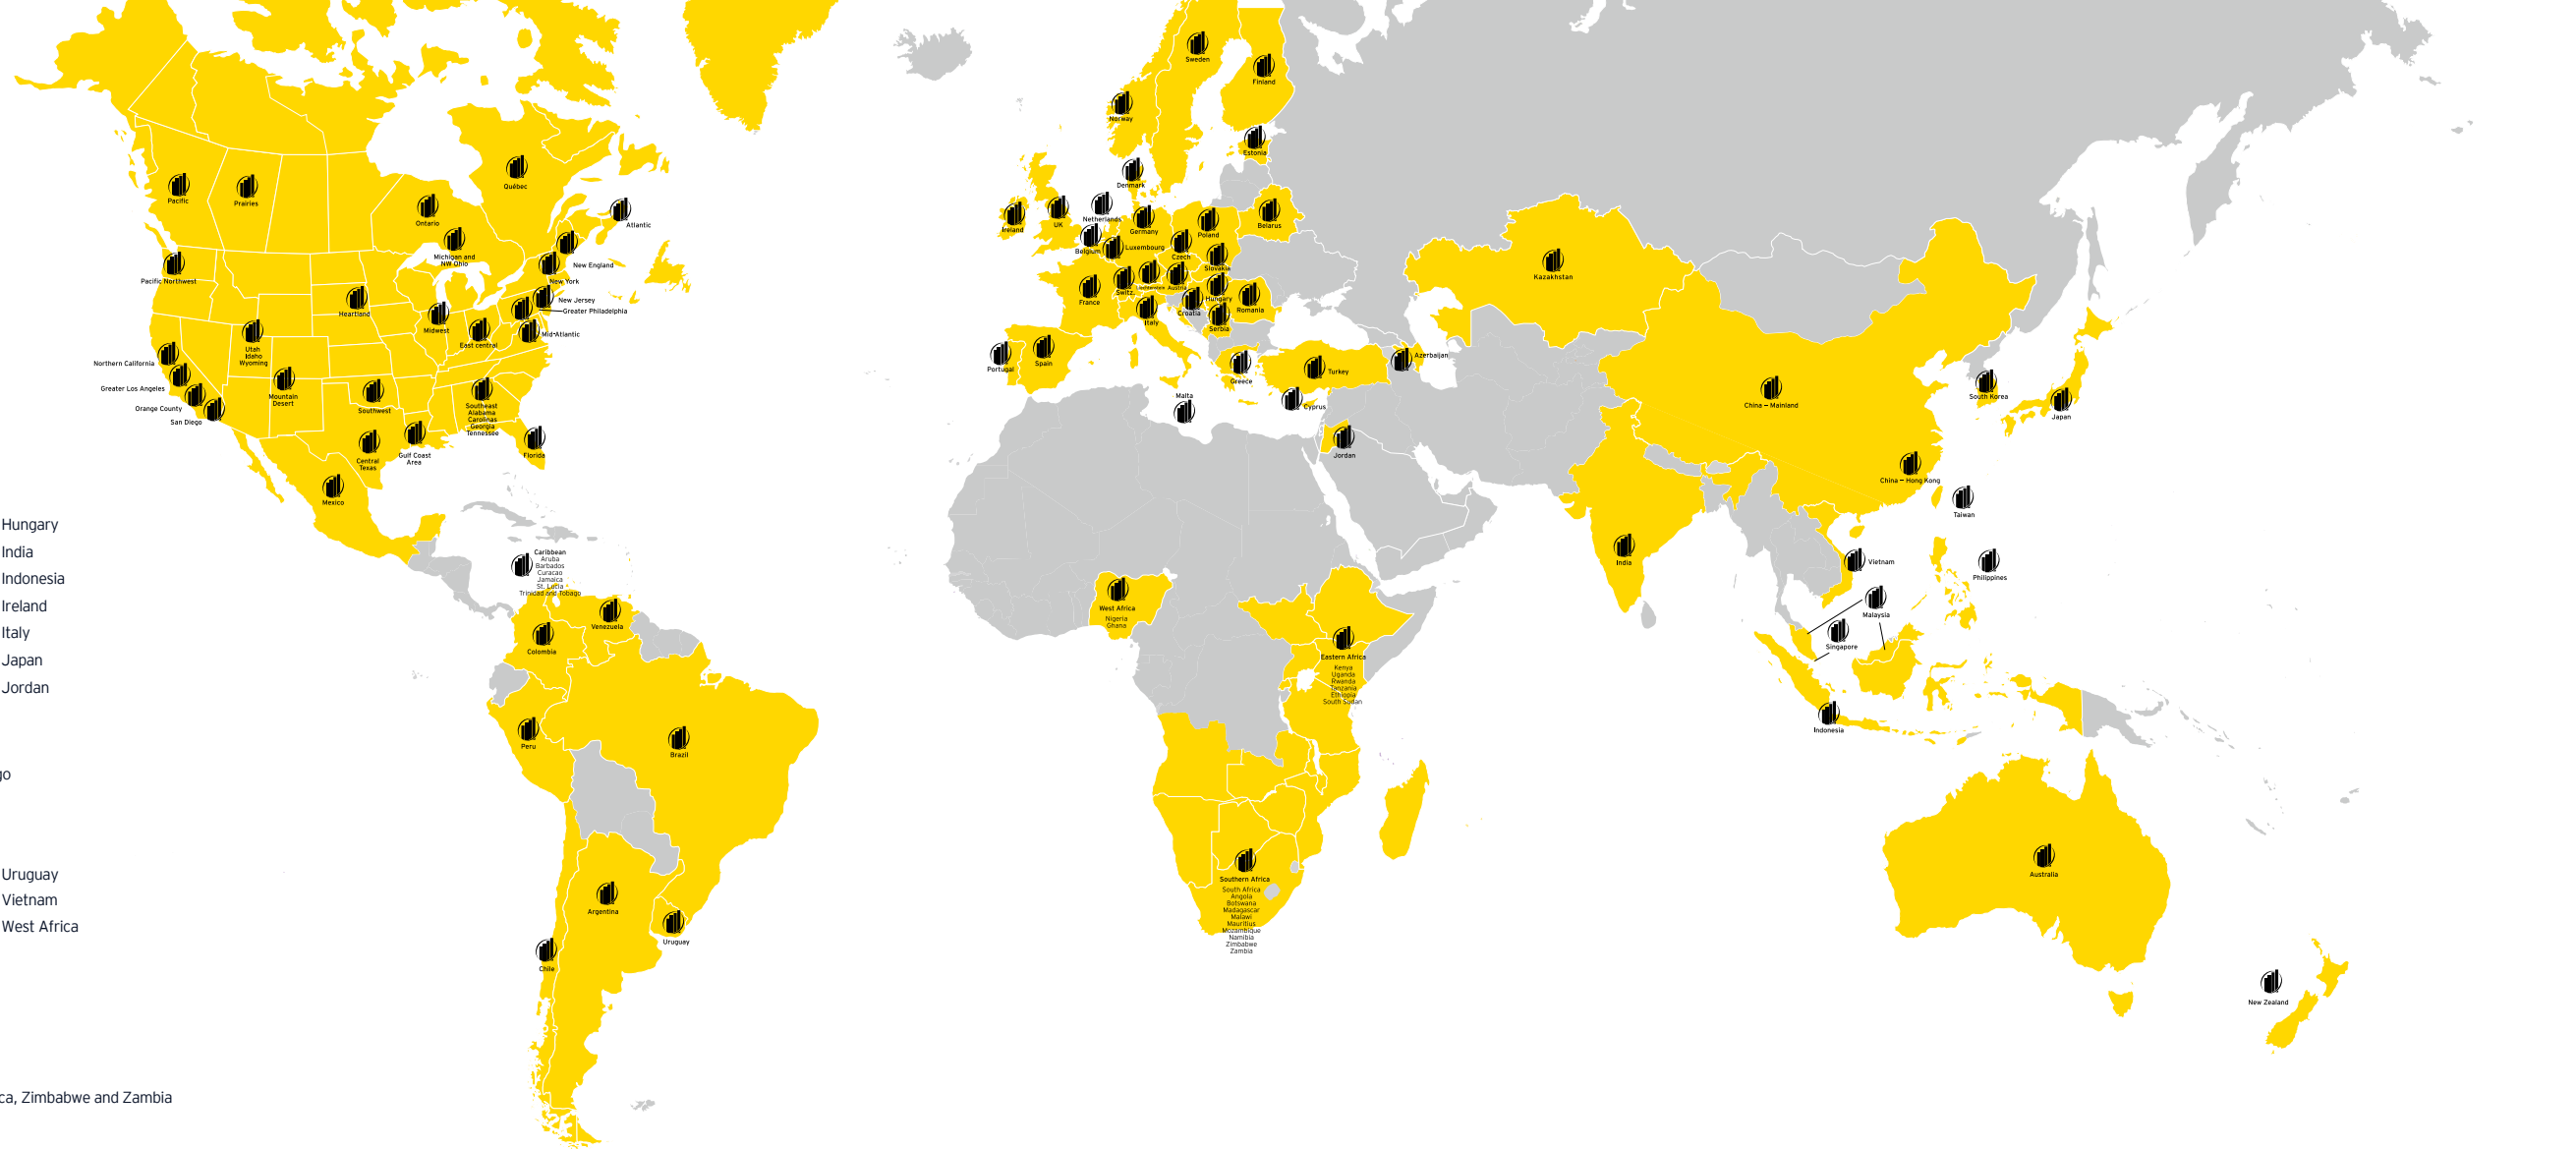 Sweden
Finland
Norway
Estonia
Québec
Denmark
Pacific
Prairies
Ontario
Atlantic
Netherlands
Ireland
UK
Germany
Poland
Belarus
Michigan and
NW Ohio
New England
Belgium
Luxembourg
Czech
Slovakia
Kazakhstan
Pacific Northwest
New York
Switz.
Liechtenstein
Austria
Hungary
France
New Jersey
Greater Philadelphia
Heartland
Croatia
Romania
Italy
Serbia
Midwest
East central
Mid-Atlantic
Utah
Idaho
Wyoming
Northern California
Portugal
Spain
Greece
Turkey
Azerbaijan
Greater Los Angeles
Mountain
Desert
Southwest
Southeast
Alabama
Carolinas
Georgia
Tennessee
Orange County
San Diego
Malta
Cyprus
China – Mainland
South Korea
Japan
Central
Texas
Gulf Coast
Area
Florida
Jordan
China – Hong Kong
Mexico
Taiwan
Hungary
India
Indonesia
Ireland
Italy
Japan
Jordan
Caribbean
Aruba
Barbados
Curacao
Jamaica
St. Lucia
Trinidad and Tobago
India
Vietnam
Philippines
Venezuela
Colombia
West Africa
Nigeria
Ghana
Malaysia
Singapore
Eastern Africa
Kenya
Uganda
Rwanda
Tanzania
Ethiopia
South Sudan
Peru
Brazil
Indonesia
go
Uruguay
Vietnam
West Africa
Argentina
Uruguay
Chile
Southern Africa
South Africa
Angola
Botswana
Madagascar
Malawi
Mauritius
Mozambique
Namibia
Zimbabwe
Zambia
Australia
New Zealand
ca, Zimbabwe and Zambia